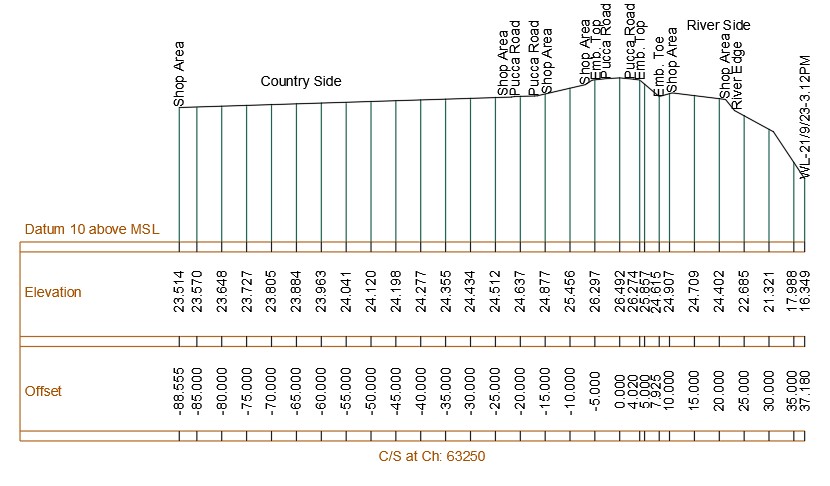 River Side
Country Side
Shop Area
Shop Area
Pucca Road
Pucca Road
Shop Area
Shop Area
Emb. Top
Pucca Road
Pucca Road
Emb. Top
Emb. Toe
Shop Area
Shop Area
River Edge
WL-21/9/23-3.12PM
Datum 10 above MSL
Elevation
23.514
23.570
23.648
23.727
23.805
23.884
23.963
24.041
24.120
24.198
24.277
24.355
24.434
24.512
24.637
24.877
25.456
26.297
26.492
26.274
25.857
24.615
24.907
24.709
24.402
22.685
21.321
17.988
16.349
Offset
-88.555
-85.000
-80.000
-75.000
-70.000
-65.000
-60.000
-55.000
-50.000
-45.000
-40.000
-35.000
-30.000
-25.000
-20.000
-15.000
-10.000
-5.000
0.000
4.020
5.000
7.925
10.000
15.000
20.000
25.000
30.000
35.000
37.180
C/S at Ch: 63250